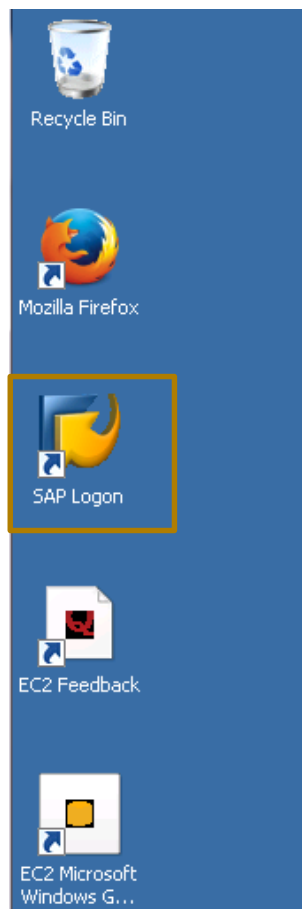 Recycle Bin
Mozilla Firefox
SAP Logon
EC2 Feedback
EC2 Microsoft
Windows G...